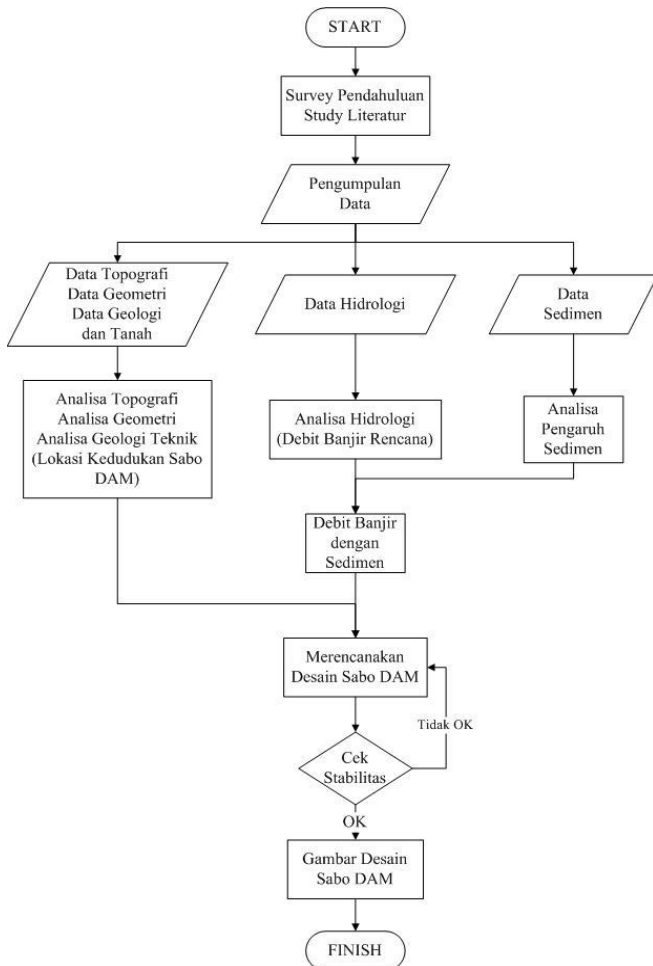 START
Survey Pendahuluan
Study Literatur
Pengumpulan
Data
Data Topografi
Data Geometri
Data Geologi
dan Tanah
Data Hidrologi
Data
Sedimen
Analisa Topografi
Analisa Geometri
Analisa Geologi Teknik
(Lokasi Kedudukan Sabo
DAM)
Analisa Hidrologi
(Debit Banjir Rencana)
Analisa
Pengaruh
Sedimen
Debit Banjir
dengan
Sedimen
Merencanakan
Desain Sabo DAM
Tidak OK
Cek
Stabilitas
OK
Gambar Desain
Sabo DAM
FINISH